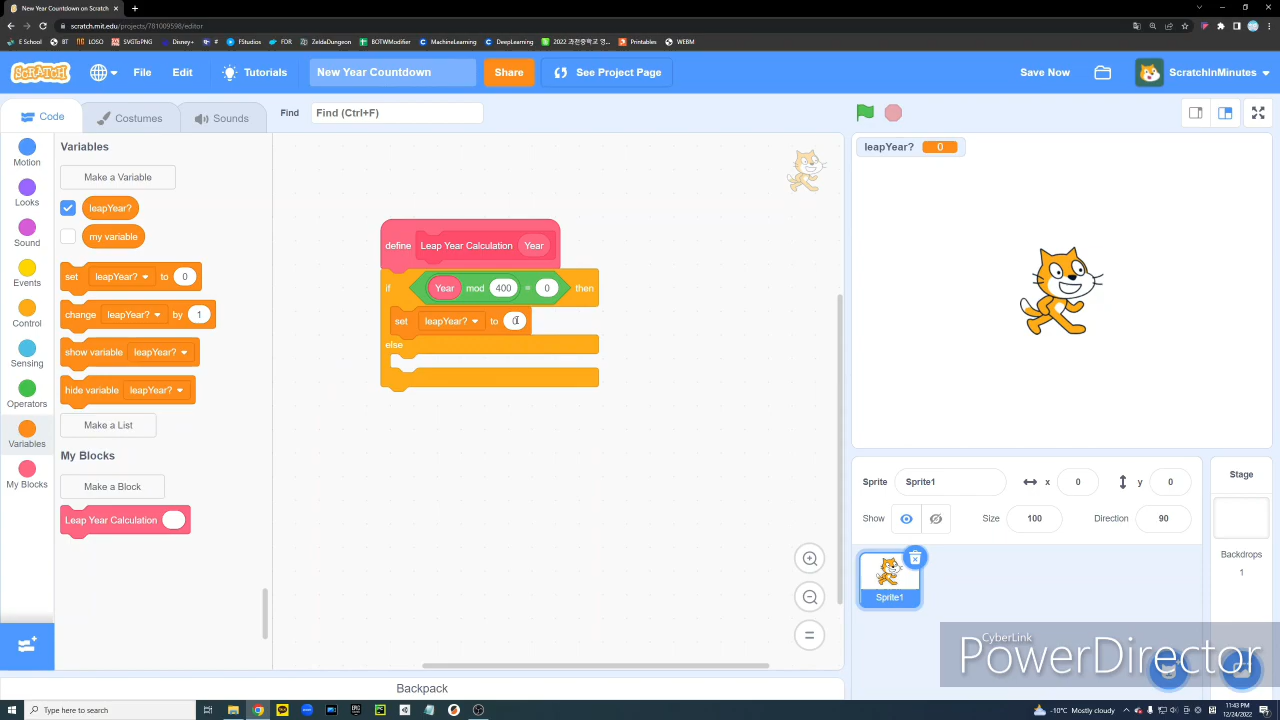 New Year Countdown on Scratch
scratch.mit.edu/projects/781009598/editor
E School
BT
LOSO
SVGToPNG
Disney+
#
FStudios
FDR
ZeldaDungeon
BOTWModifier
MachineLearning
DeepLearning
Printables
WEBM
SCRATCH
File
Edit
Tutorials
New Year Countdown
Share
See Project Page
Save Now
ScratchInMinutes
Code
Costumes
Sounds
Find
Find (Ctrl+F)
Motion
Looks
Sound
Events
Control
Sensing
Operators
Variables
My Blocks
Variables
Make a Variable
leapYear?
my variable
set leapYear? to 0
change leapYear? by 1
show variable leapYear?
hide variable leapYear?
Make a List
My Blocks
Make a Block
Leap Year Calculation
define Leap Year Calculation Year
if Year mod 400 = 0 then
set leapYear? to 0
else
leapYear? 0
Sprite
Sprite1
x 0
y 0
Show
Size 100
Direction 90
Sprite1
Stage
Backdrops
1
Backpack
CyberLink
PowerDirector
Type here to search
-10°C Mostly cloudy
11:43 PM
12/24/2022